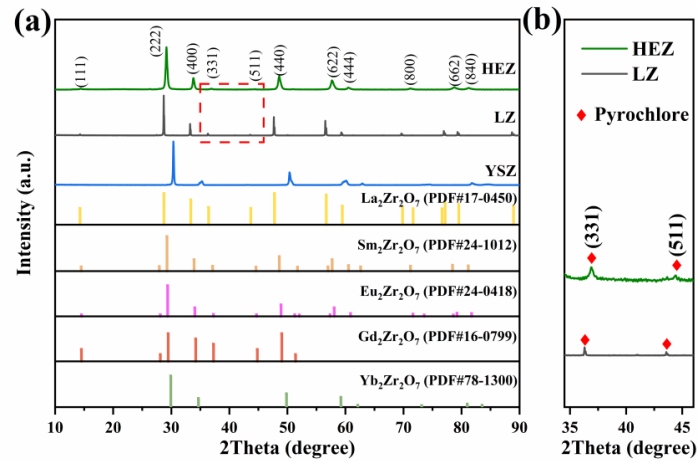 (a)
(b)
(222)
(111)
(400)
(331)
(511)
(440)
(622)
(444)
(800)
(662)
(840)
HEZ
LZ
YSZ
La₂Zr₂O₇ (PDF#17-0450)
Sm₂Zr₂O₇ (PDF#24-1012)
Eu₂Zr₂O₇ (PDF#24-0418)
Gd₂Zr₂O₇ (PDF#16-0799)
Yb₂Zr₂O₇ (PDF#78-1300)
Intensity (a.u.)
10 20 30 40 50 60 70 80 90
2Theta (degree)
HEZ
LZ
Pyrochlore
(331)
(511)
35 40 45
2Theta (degree)